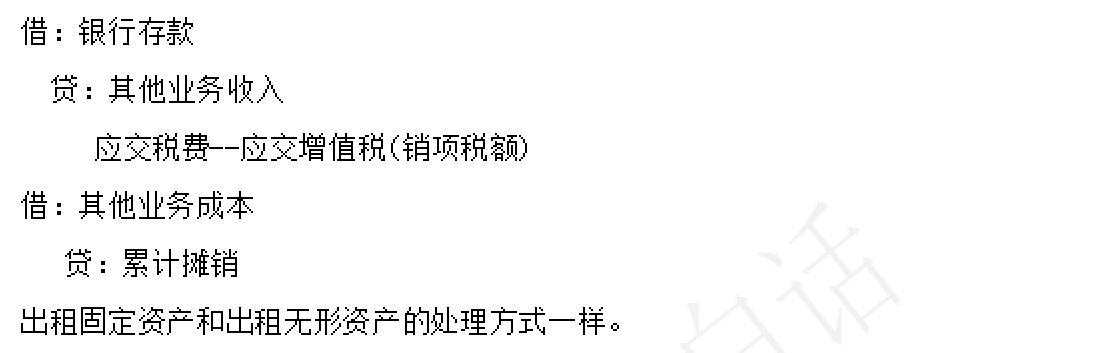 借：银行存款
贷：其他业务收入
应交税费--应交增值税(销项税额)
借：其他业务成本
贷：累计摊销
出租固定资产和出租无形资产的处理方式一样。
白话